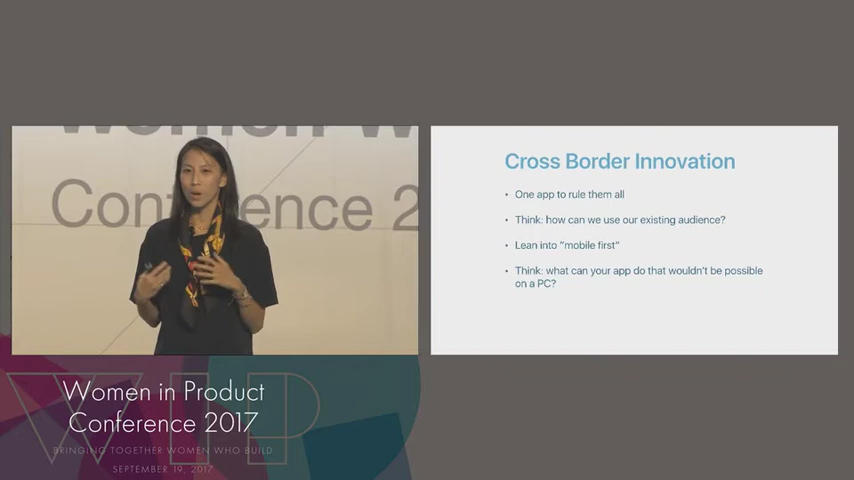 Women W
Conference 2
Cross Border Innovation
• One app to rule them all
• Think: how can we use our existing audience?
• Lean into “mobile first”
• Think: what can your app do that wouldn’t be possible
on a PC?
WIP
Women in Product
Conference 2017
BRINGING TOGETHER WOMEN WHO BUILD
SEPTEMBER 19, 2017